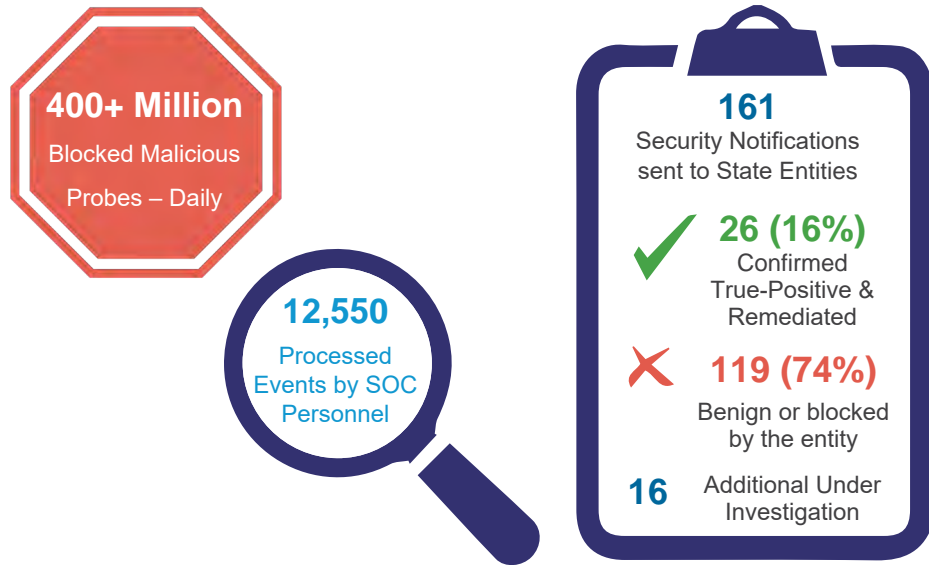 400+ Million
Blocked Malicious
Probes – Daily
12,550
Processed
Events by SOC
Personnel
161
Security Notifications
sent to State Entities
26 (16%)
Confirmed
True-Positive &
Remediated
119 (74%)
Benign or blocked
by the entity
16
Additional Under
Investigation